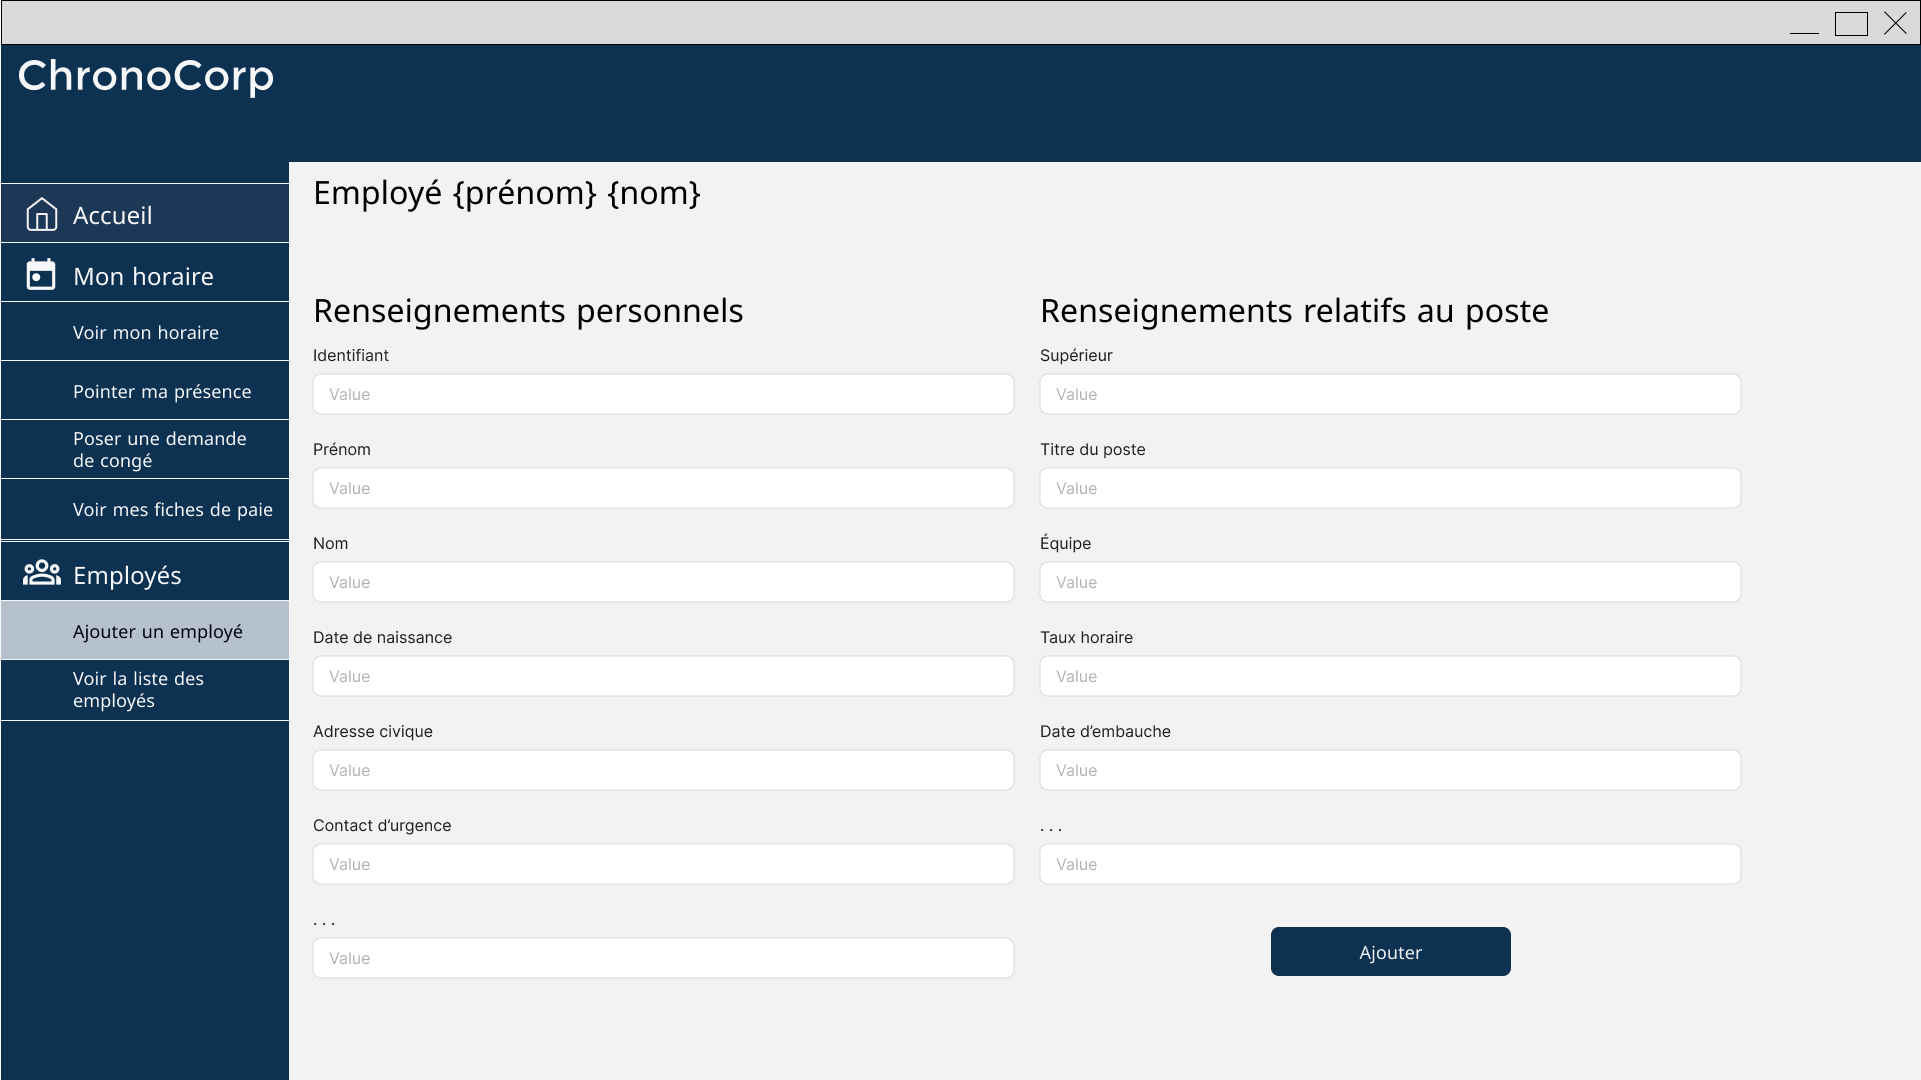 ChronoCorp
Accueil
Mon horaire
Voir mon horaire
Pointer ma présence
Poser une demande
de congé
Voir mes fiches de paie
Employés
Ajouter un employé
Voir la liste des
employés
Employé {prénom} {nom}
Renseignements personnels
Identifiant
Value
Prénom
Value
Nom
Value
Date de naissance
Value
Adresse civique
Value
Contact d’urgence
Value
. . .
Value
Renseignements relatifs au poste
Supérieur
Value
Titre du poste
Value
Équipe
Value
Taux horaire
Value
Date d’embauche
Value
. . .
Value
Ajouter